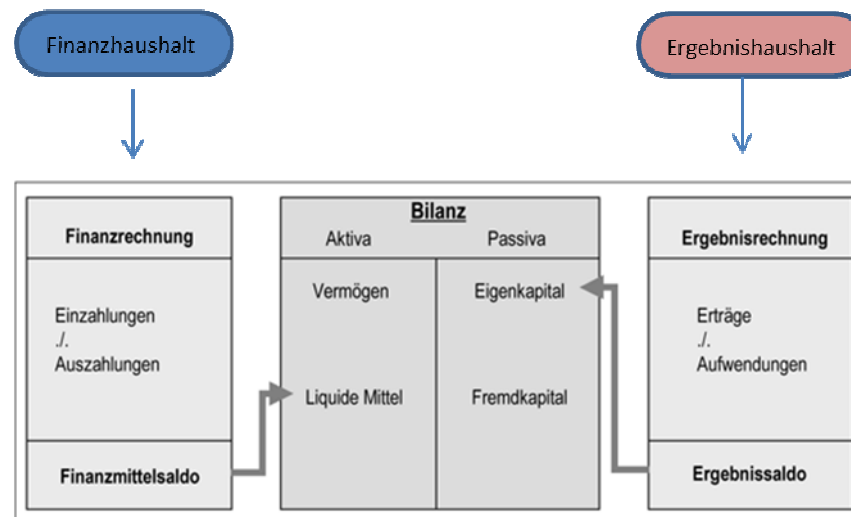 Finanzhaushalt
Ergebnishaushalt
Finanzrechnung
Einzahlungen
./.
Auszahlungen
Finanzmittelsaldo
Bilanz
Aktiva Passiva
Vermögen Eigenkapital
Liquide Mittel Fremdkapital
Ergebnisrechnung
Erträge
./.
Aufwendungen
Ergebnissaldo